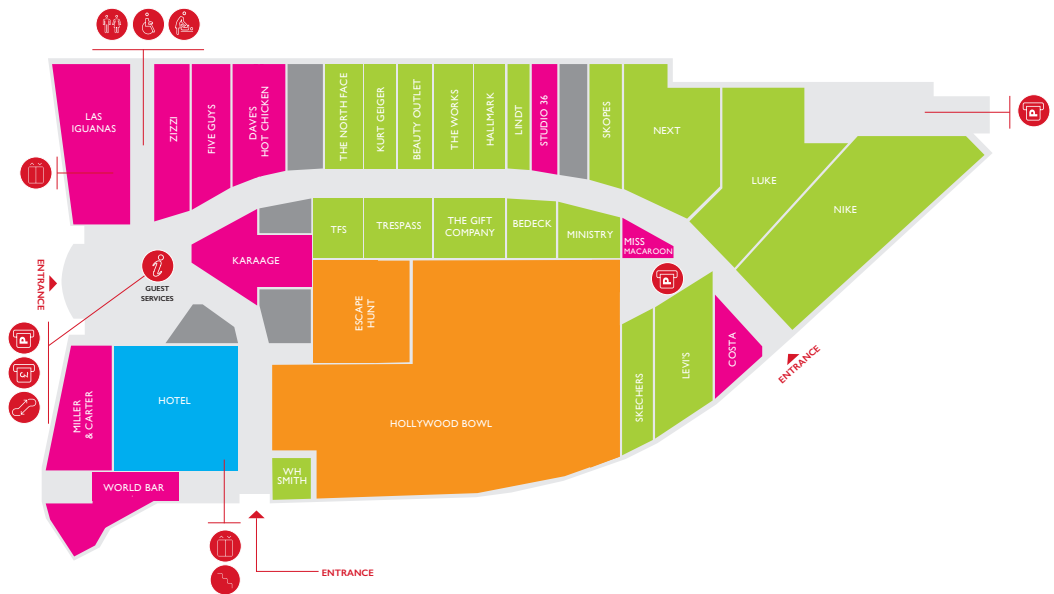 LAS
IGUANAS
ZIZZI
FIVE GUYS
DAVE'S
HOT CHICKEN
THE NORTH FACE
KURT GEIGER
BEAUTY OUTLET
THE WORKS
HALLMARK
LINDT
STUDIO 36
SKOPES
NEXT
LUKE
NIKE
P
TFS
TRESPASS
THE GIFT
COMPANY
BEDECK
MINISTRY
MISS
MACAROON
P
KARAAGE
ENTRANCE
GUEST
SERVICES
ESCAPE
HUNT
P
£
MILLER
& CARTER
HOTEL
HOLLYWOOD BOWL
SKECHERS
LEVI'S
COSTA
ENTRANCE
WH
SMITH
WORLD BAR
ENTRANCE